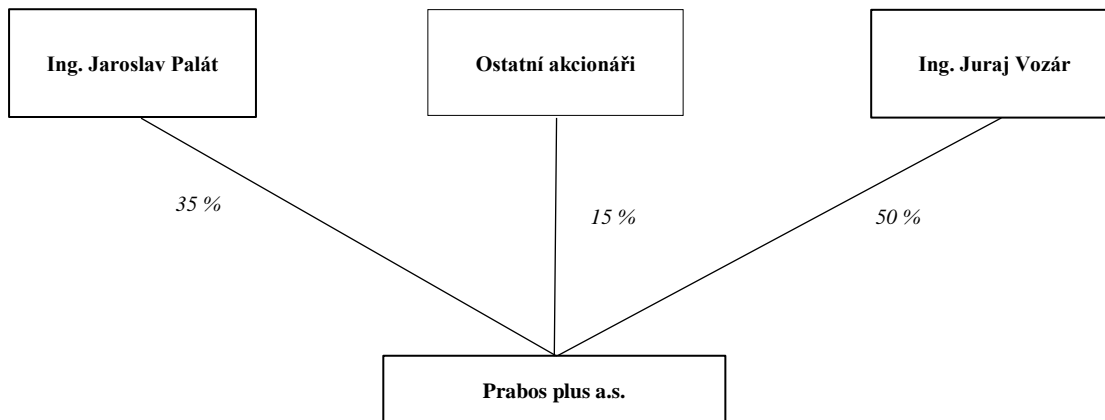 Ing. Jaroslav Palát
Ostatní akcionáři
Ing. Juraj Vozár
35 %
15 %
50 %
Prabos plus a.s.